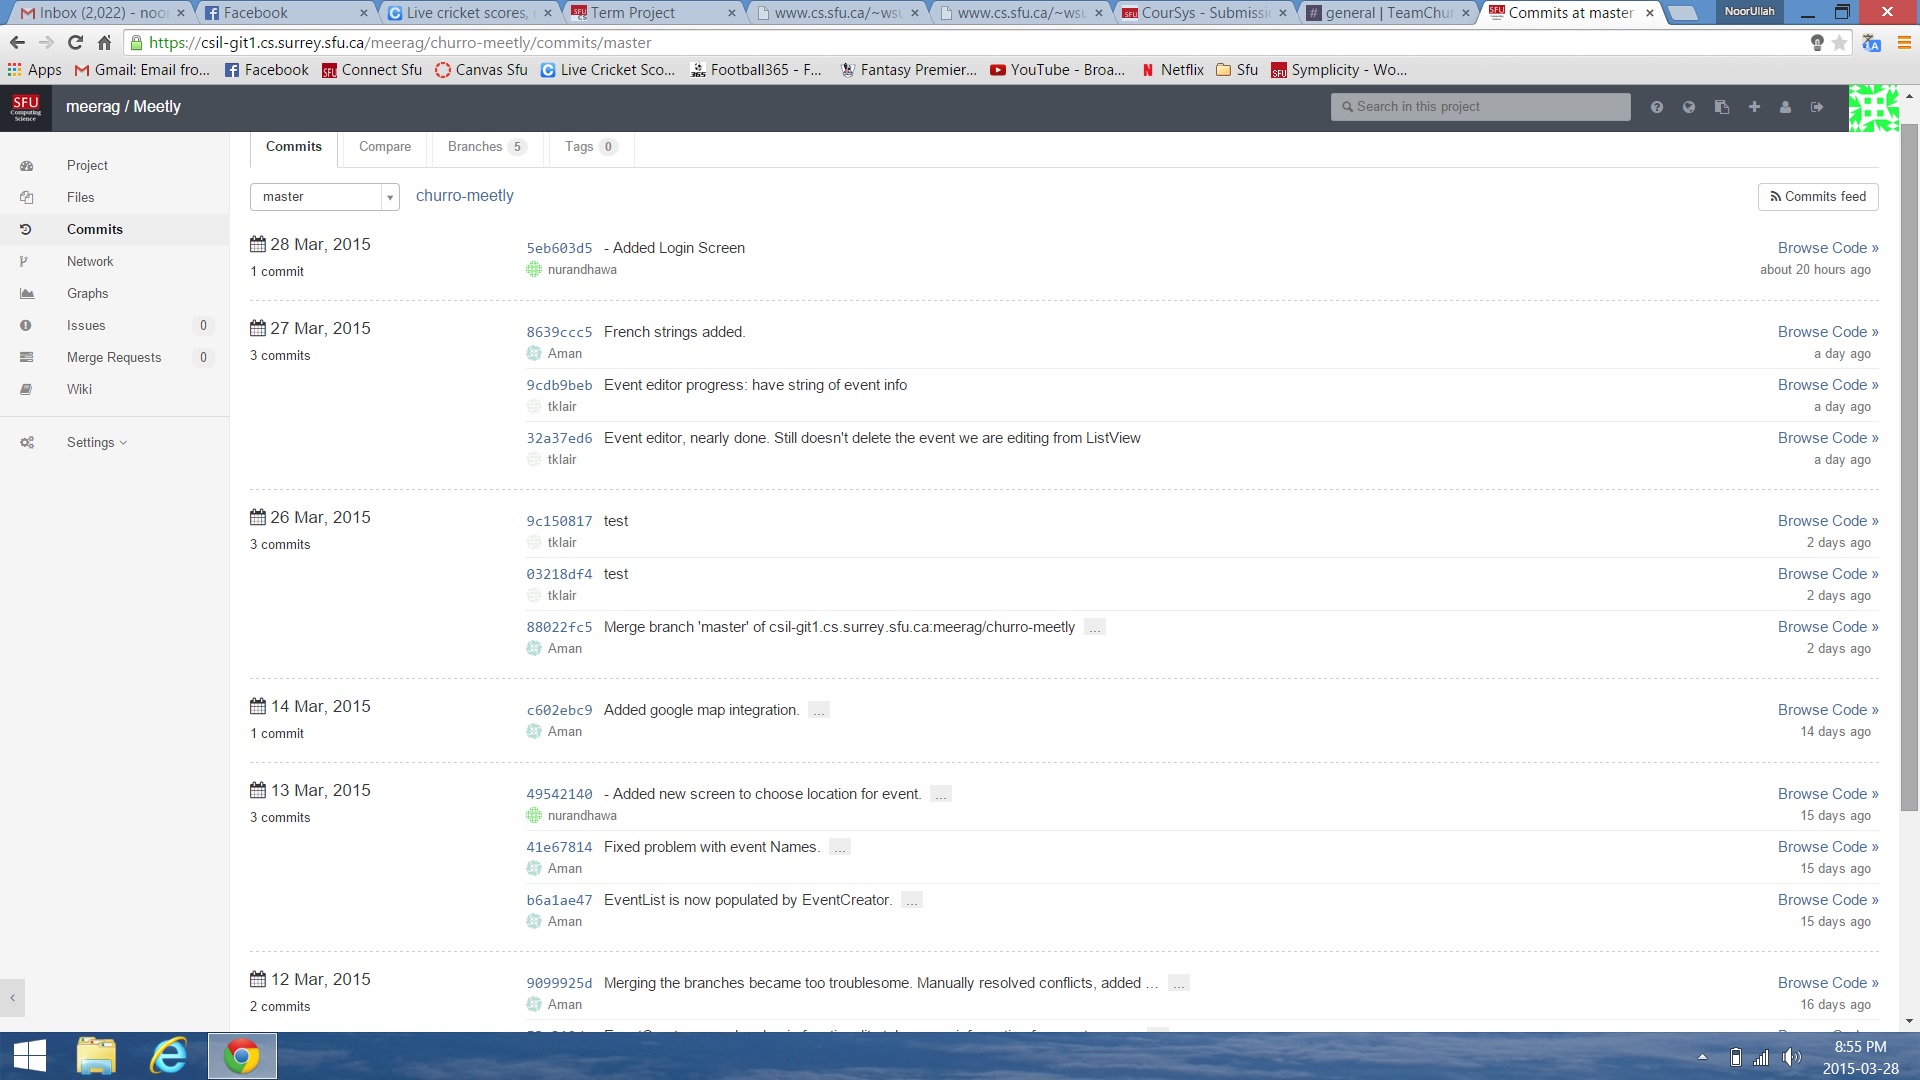 Inbox (2,022) - noo
Facebook
Live cricket scores,
Term Project
www.cs.sfu.ca/~wsu
www.cs.sfu.ca/~wsu
CourSys - Submissi
general | TeamChur
Commits at master
NoorUllah
https://csil-git1.cs.surrey.sfu.ca/meerag/churro-meetly/commits/master
Apps
Gmail: Email fro...
Facebook
Connect Sfu
Canvas Sfu
Live Cricket Sco...
Football365 - F...
Fantasy Premier...
YouTube - Broa...
Netflix
Sfu
Symplicity - Wo...
SFU
Computing
Science
meerag / Meetly
Search in this project
Project
Files
Commits
Network
Graphs
Issues 0
Merge Requests 0
Wiki
Settings
Commits
Compare
Branches 5
Tags 0
master
churro-meetly
Commits feed
28 Mar, 2015
1 commit
5eb603d5 - Added Login Screen
Browse Code »
nurandhawa
about 20 hours ago
27 Mar, 2015
3 commits
8639ccc5 French strings added.
Browse Code »
Aman
a day ago
9cdb9beb Event editor progress: have string of event info
Browse Code »
tklair
a day ago
32a37ed6 Event editor, nearly done. Still doesn't delete the event we are editing from ListView
Browse Code »
tklair
a day ago
26 Mar, 2015
3 commits
9c150817 test
Browse Code »
tklair
2 days ago
03218df4 test
Browse Code »
tklair
2 days ago
88022fc5 Merge branch 'master' of csil-git1.cs.surrey.sfu.ca:meerag/churro-meetly ...
Browse Code »
Aman
2 days ago
14 Mar, 2015
1 commit
c602ebc9 Added google map integration. ...
Browse Code »
Aman
14 days ago
13 Mar, 2015
3 commits
49542140 - Added new screen to choose location for event. ...
Browse Code »
nurandhawa
15 days ago
41e67814 Fixed problem with event Names. ...
Browse Code »
Aman
15 days ago
b6a1ae47 EventList is now populated by EventCreator. ...
Browse Code »
Aman
15 days ago
12 Mar, 2015
2 commits
9099925d Merging the branches became too troublesome. Manually resolved conflicts, added … ...
Browse Code »
Aman
16 days ago
8:55 PM
2015-03-28